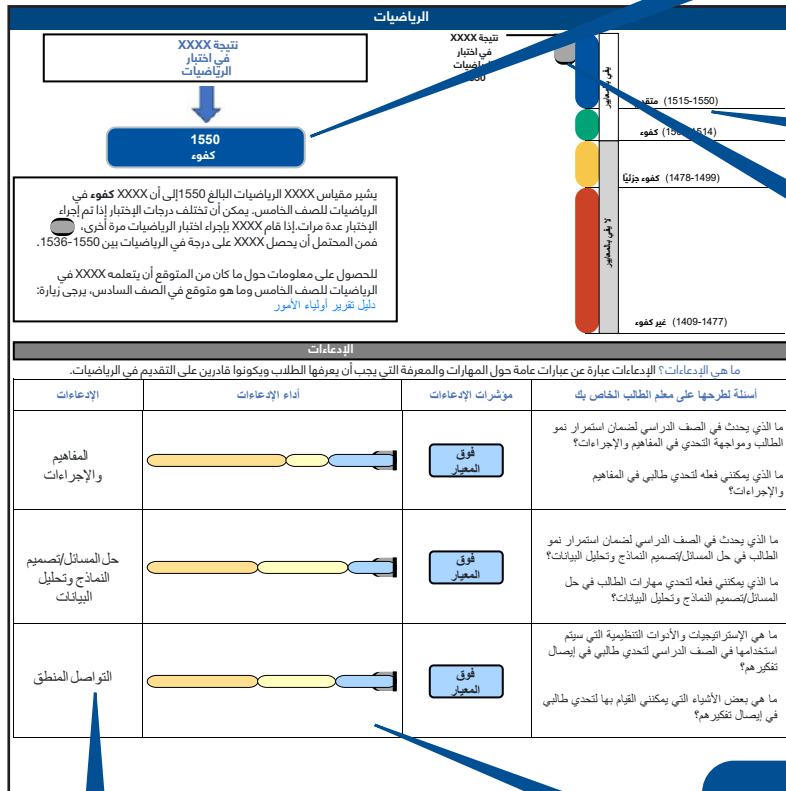 الرياضيات
نتيجة XXXX
في اختبار
الرياضيات
1550
كفوء
نتيجة XXXX
في اختبار
الرياضيات
يفي بالمعايير
لا يفي بالمعايير
(1515-1550)
(1478-1499) كفوء جزئيًا
(1409-1477) غير كفوء
يشير مقياس XXXX الرياضيات البالغ 1550إلى أن XXXX كفوء في
الرياضيات للصف الخامس. يمكن أن تختلف درجات الإختبار إذا تم إجراء
الإختبار عدة مرات.إذا قام XXXX بإجراء اختبار الرياضيات مرة أخرى،
فمن المحتمل أن يحصل XXXX على درجة في الرياضيات بين 1550-1536.
للحصول على معلومات حول ما كان من المتوقع أن يتعلمه XXXX في
الرياضيات للصف الخامس وما هو متوقع في الصف السادس، يرجى زيارة:
دليل تقرير أولياء الأمور
الإدعاءات
ما هي الإدعاءات؟ الإدعاءات عبارة عن عبارات عامة حول المهارات والمعرفة التي يجب أن يعرفها الطلاب ويكونوا قادرين على التقديم في الرياضيات.
أسئلة لطرحها على معلم الطالب الخاص بك
مؤشرات الإدعاءات
أداء الإدعاءات
الإدعاءات
ما الذي يحدث في الصف الدراسي لضمان استمرار نمو
الطالب ومواجهة التحدي في المفاهيم والإجراءات؟
ما الذي يمكنني فعله لتحدي طالبي في المفاهيم
والإجراءات؟
فوق
المعيار
المفاهيم
والإجراءات
ما الذي يحدث في الصف الدراسي لضمان استمرار نمو
الطالب في حل المسائل/تصميم النماذج وتحليل البيانات؟
ما الذي يمكنني فعله لتحدي مهارات الطالب في حل
المسائل/تصميم النماذج وتحليل البيانات؟
فوق
المعيار
حل المسائل/تصميم
النماذج وتحليل
البيانات
ما هي الإستراتيجيات والأدوات التنظيمية التي سيتم
استخدامها في الصف الدراسي لتحدي طالبي في إيصال
تفكيرهم؟
ما هي بعض الأشياء التي يمكنني القيام بها لتحدي طالبي
في إيصال تفكيرهم؟
فوق
المعيار
التواصل المنطق